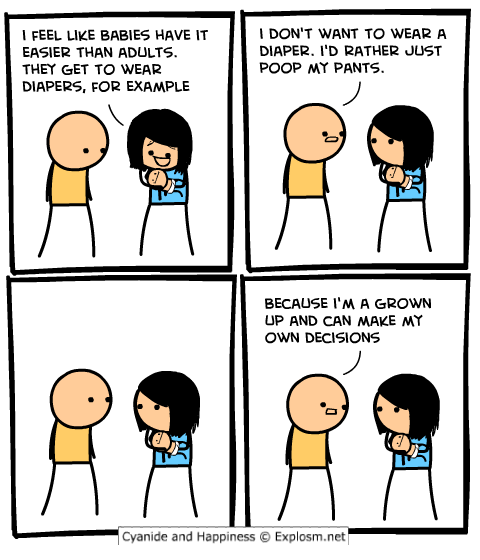 I FEEL LIKE BABIES HAVE IT
EASIER THAN ADULTS.
THEY GET TO WEAR
DIAPERS, FOR EXAMPLE
I DON'T WANT TO WEAR A
DIAPER. I'D RATHER JUST
POOP MY PANTS.
BECAUSE I'M A GROWN
UP AND CAN MAKE MY
OWN DECISIONS
Cyanide and Happiness © Explosm.net